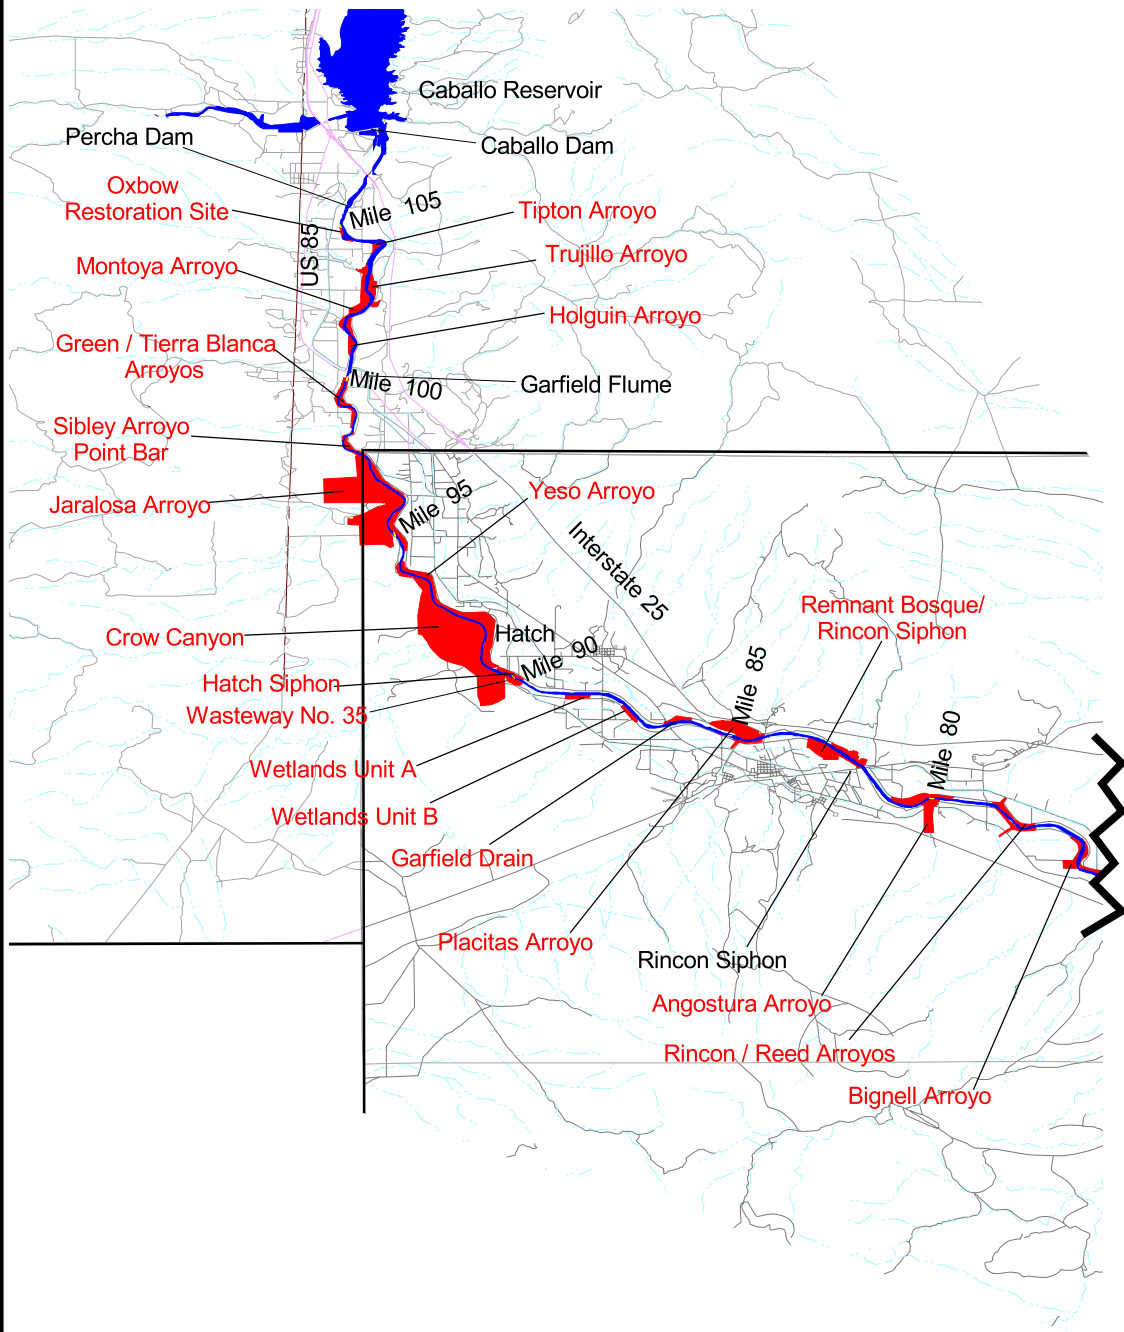 Caballo Reservoir
Percha Dam
Caballo Dam
Oxbow
Restoration Site
Mile 105
Tipton Arroyo
US 85
Trujillo Arroyo
Montoya Arroyo
Holguin Arroyo
Green / Tierra Blanca
Arroyos
Mile 100
Garfield Flume
Sibley Arroyo
Point Bar
Jaralosa Arroyo
Mile 95
Yeso Arroyo
Interstate 25
Remnant Bosque/
Rincon Siphon
Crow Canyon
Hatch
Mile 90
Hatch Siphon
Wasteway No. 35
Mile 85
Mile 80
Wetlands Unit A
Wetlands Unit B
Garfield Drain
Placitas Arroyo
Rincon Siphon
Angostura Arroyo
Rincon / Reed Arroyos
Bignell Arroyo